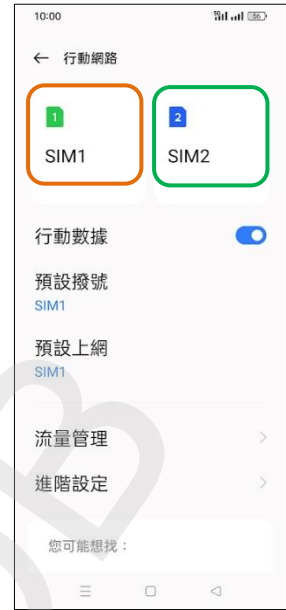 10:00
56
← 行動網路
1
2
SIM1
SIM2
行動數據
預設撥號
SIM1
預設上網
SIM1
流量管理
進階設定
您可能想找：